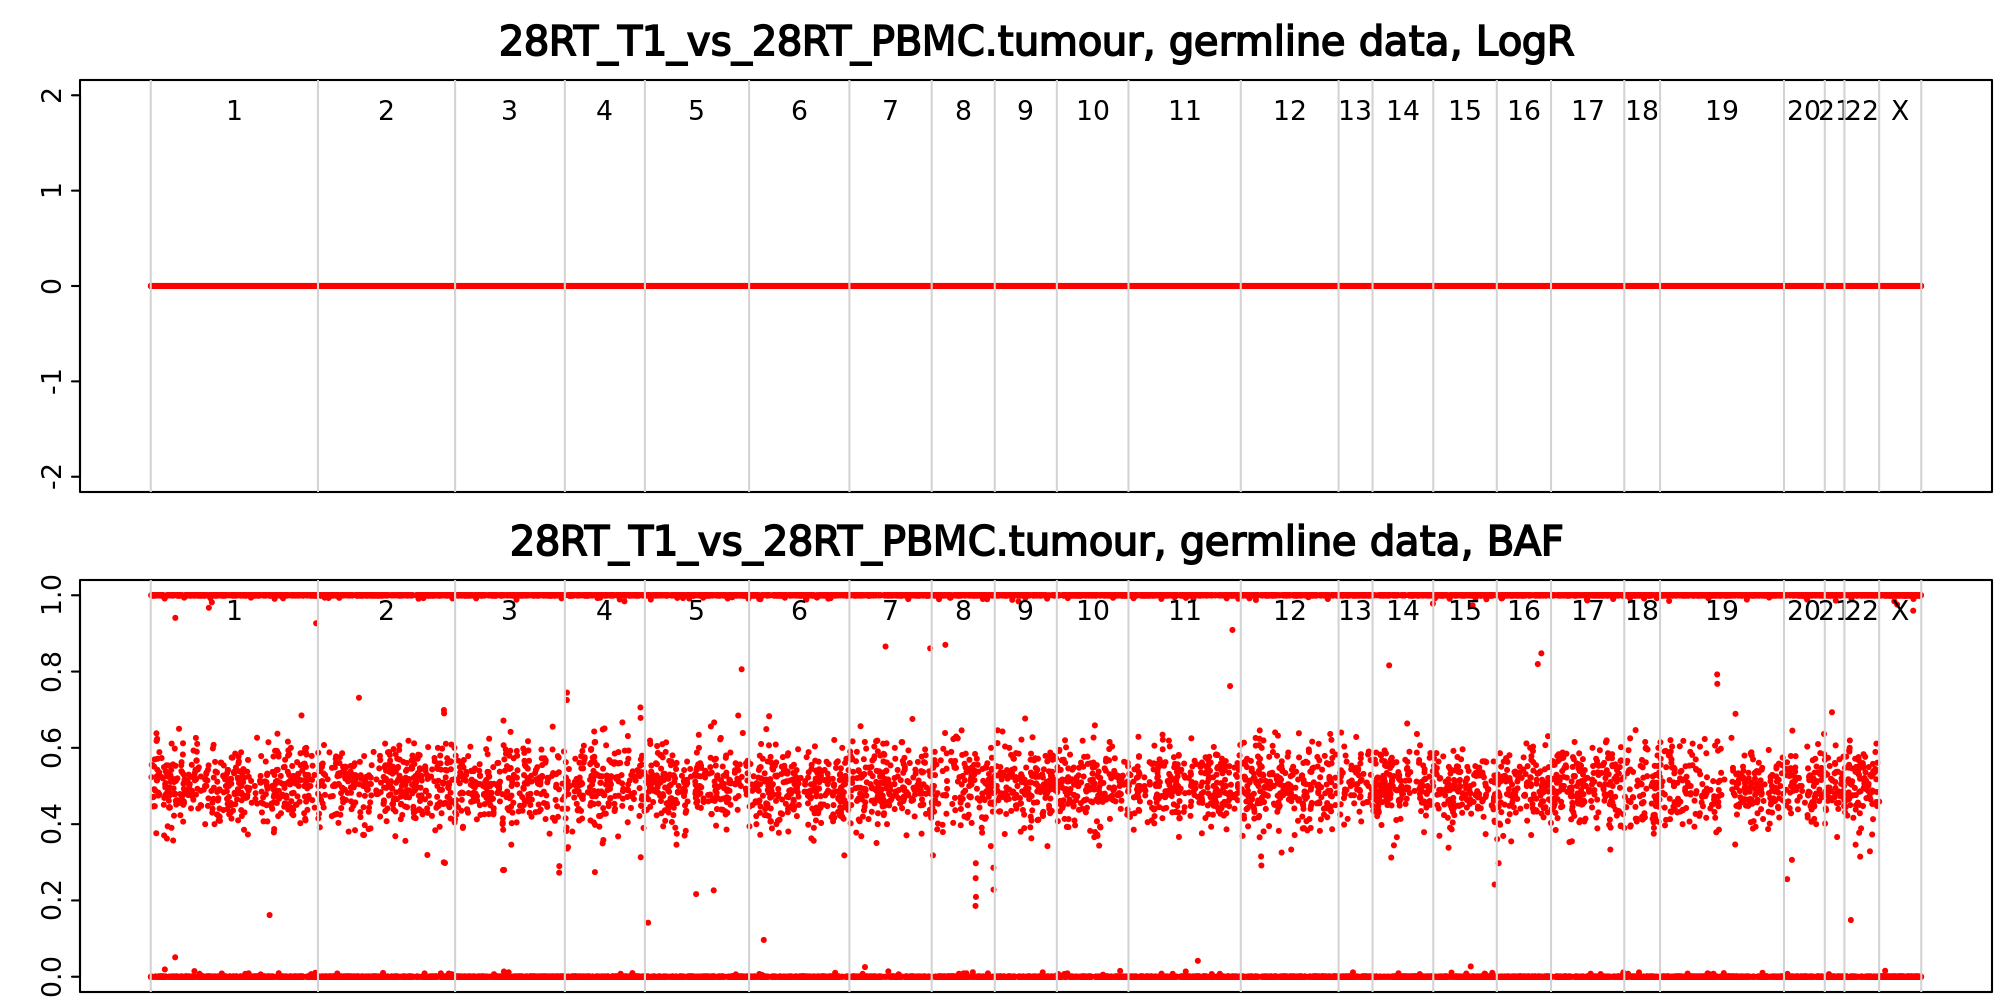 28RT_T1_vs_28RT_PBMC.tumour, germline data, LogR
2
1 2 3 4 5 6 7 8 9 10 11 12 13 14 15 16 17 18 19 20 21 22 X
1
0
-1
-2
28RT_T1_vs_28RT_PBMC.tumour, germline data, BAF
1.0
1 2 3 4 5 6 7 8 9 10 11 12 13 14 15 16 17 18 19 20 21 22 X
0.8
0.6
0.4
0.2
0.0